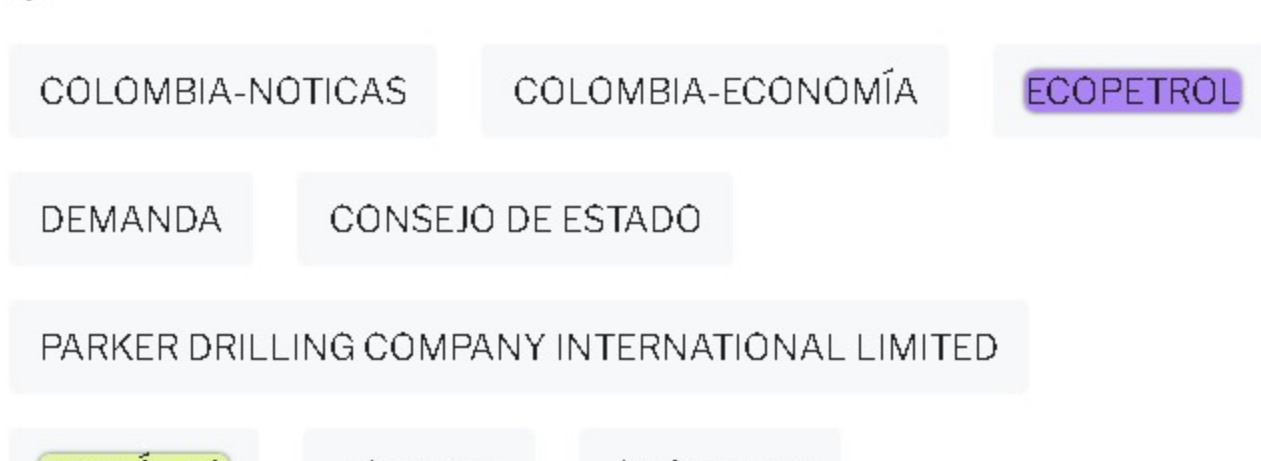 COLOMBIA-NOTICAS COLOMBIA-ECONOMÍA ECOPETROL
DEMANDA CONSEJO DE ESTADO
PARKER DRILLING COMPANY INTERNATIONAL LIMITED